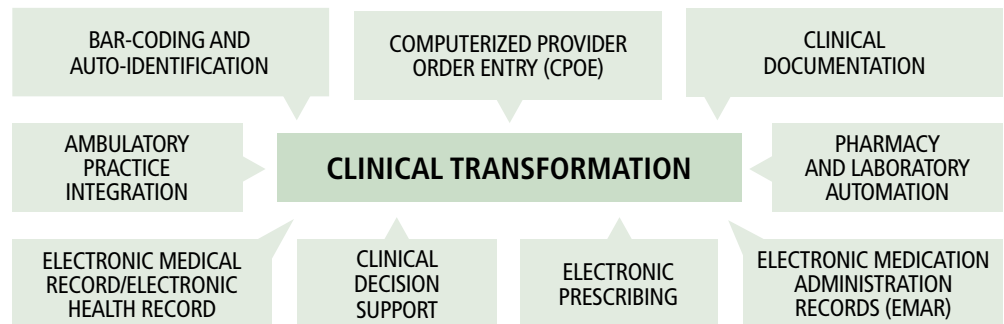 BAR-CODING AND
AUTO-IDENTIFICATION
COMPUTERIZED PROVIDER
ORDER ENTRY (CPOE)
CLINICAL
DOCUMENTATION
AMBULATORY
PRACTICE
INTEGRATION
CLINICAL TRANSFORMATION
PHARMACY
AND LABORATORY
AUTOMATION
ELECTRONIC MEDICAL
RECORD/ELECTRONIC
HEALTH RECORD
CLINICAL
DECISION
SUPPORT
ELECTRONIC
PRESCRIBING
ELECTRONIC MEDICATION
ADMINISTRATION
RECORDS (EMAR)